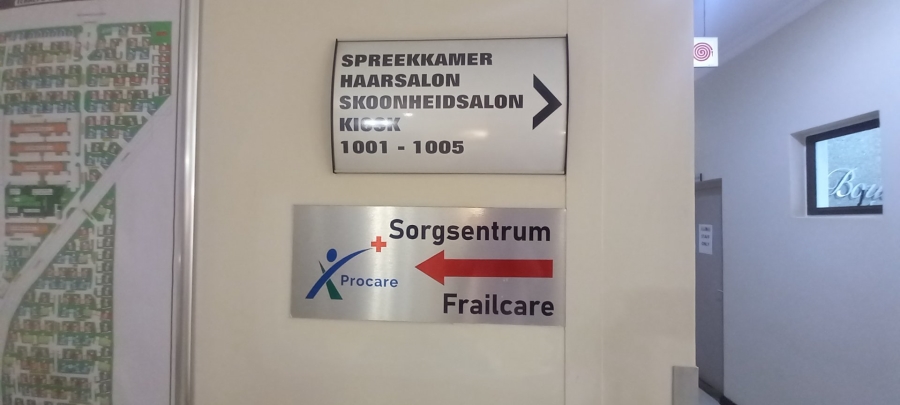 SPREEKKAMER
HAARSALON
SKOONHEIDSALON
KIOSK
1001 - 1005
Sorgsentrum
Procare
Frailcare